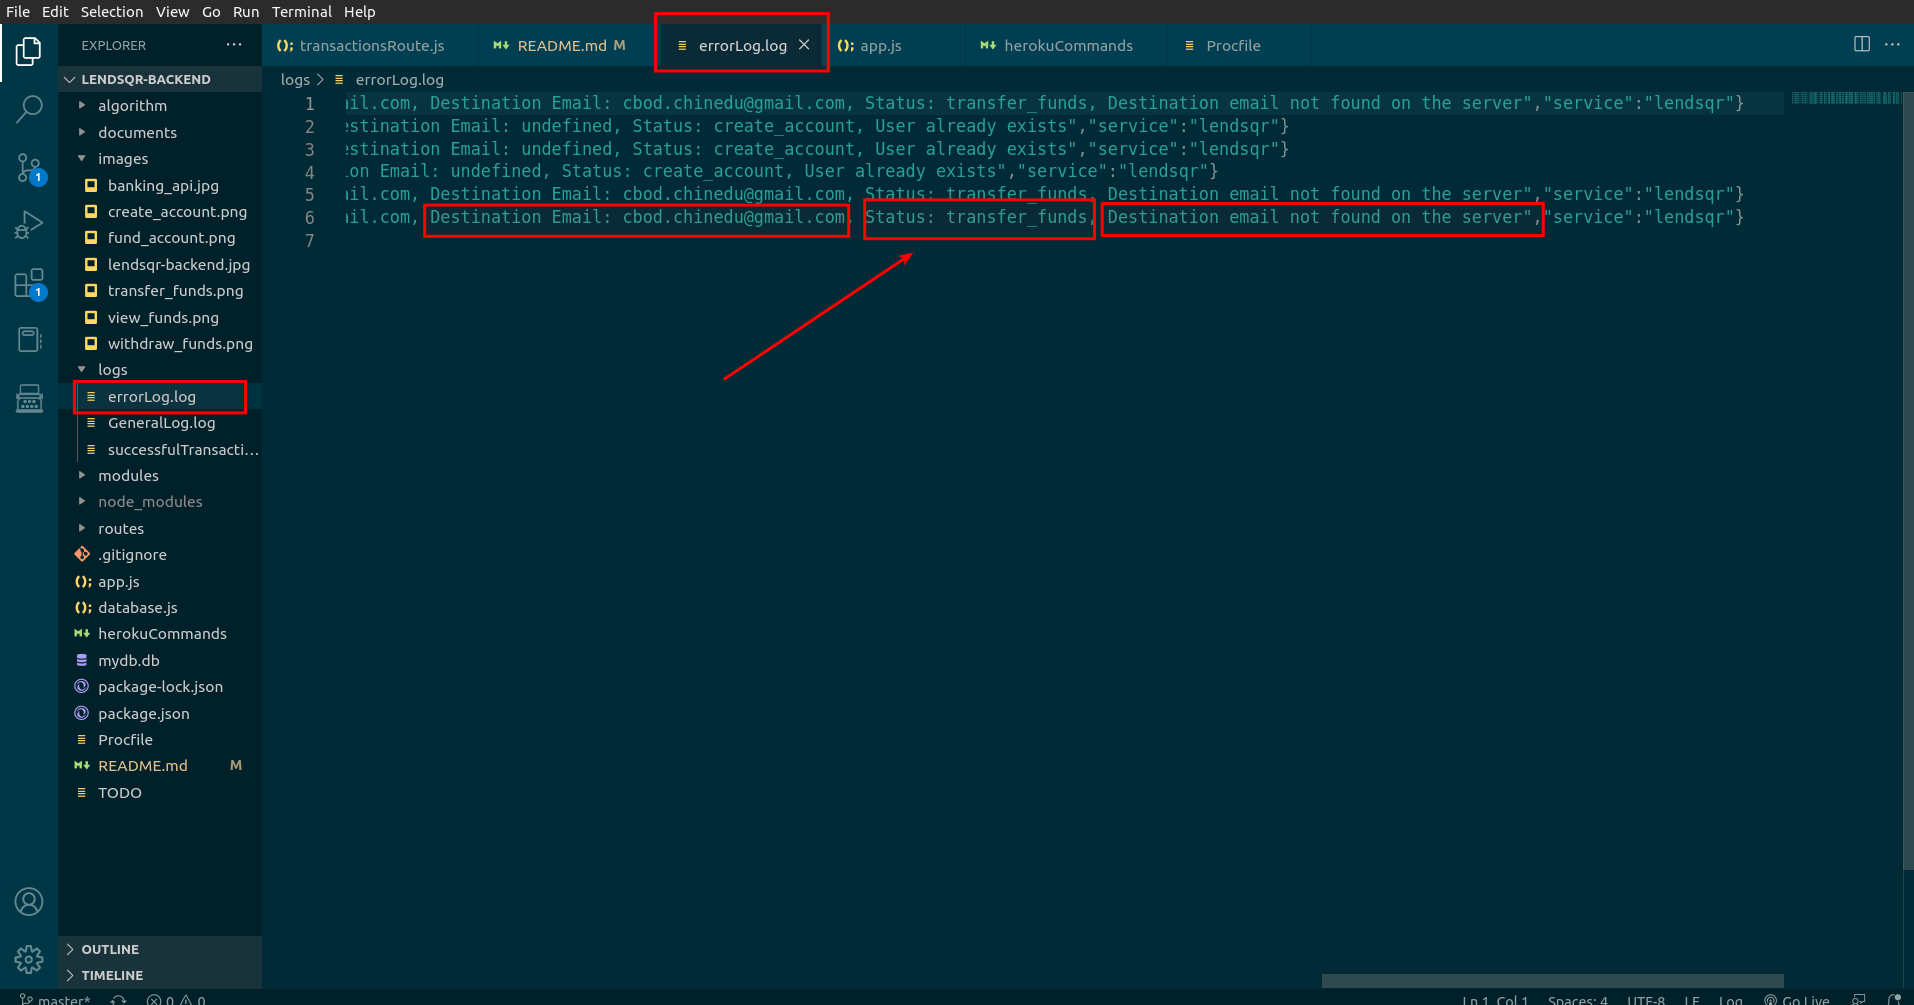 File Edit Selection View Go Run Terminal Help
EXPLORER ···
transactionsRoute.js
README.md M
errorLog.log
app.js
herokuCommands
Procfile
LENDSQR-BACKEND
logs > errorLog.log
algorithm
documents
images
banking_api.jpg
create_account.png
fund_account.png
lendsqr-backend.jpg
transfer_funds.png
view_funds.png
withdraw_funds.png
logs
errorLog.log
GeneralLog.log
successfulTransacti...
modules
node_modules
routes
.gitignore
app.js
database.js
herokuCommands
mydb.db
package-lock.json
package.json
Procfile
README.md M
TODO
OUTLINE
TIMELINE
1
1
1 ail.com, Destination Email: cbod.chinedu@gmail.com, Status: transfer_funds, Destination email not found on the server","service":"lendsqr"}
2 estination Email: undefined, Status: create_account, User already exists","service":"lendsqr"}
3 estination Email: undefined, Status: create_account, User already exists","service":"lendsqr"}
4 ion Email: undefined, Status: create_account, User already exists","service":"lendsqr"}
5 ail.com, Destination Email: cbod.chinedu@gmail.com, Status: transfer_funds, Destination email not found on the server","service":"lendsqr"}
6 ail.com, Destination Email: cbod.chinedu@gmail.com, Status: transfer_funds, Destination email not found on the server","service":"lendsqr"}
7
master* 0 0 Ln 1, Col 1 Spaces: 4 UTF-8 LF Log Go Live